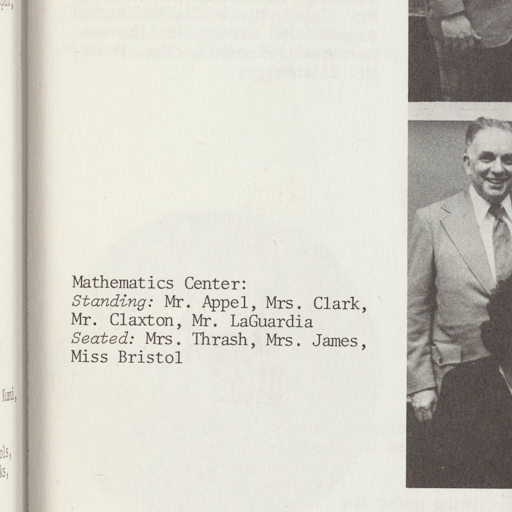 Mathematics Center:
Standing: Mr. Appel, Mrs. Clark,
Mr. Claxton, Mr. LaGuardia
Seated: Mrs. Thrash, Mrs. James,
Miss Bristol